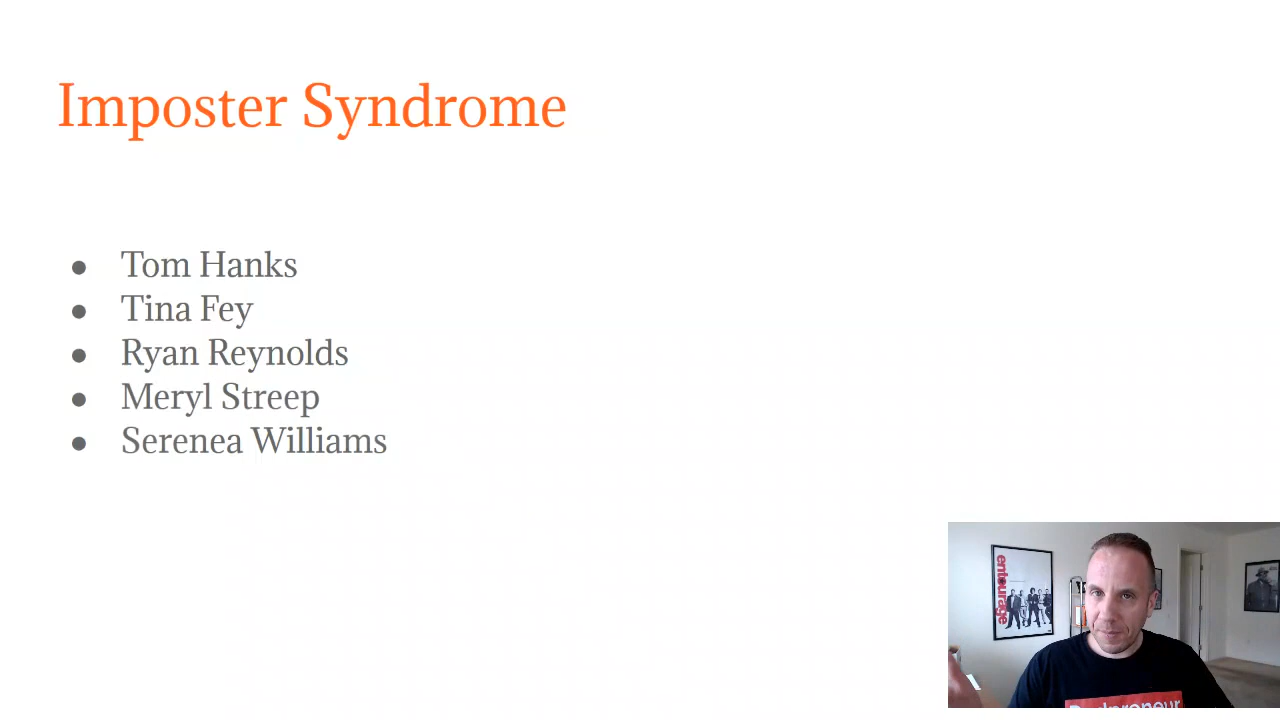 Imposter Syndrome
● Tom Hanks
● Tina Fey
● Ryan Reynolds
● Meryl Streep
● Serenea Williams
entourage